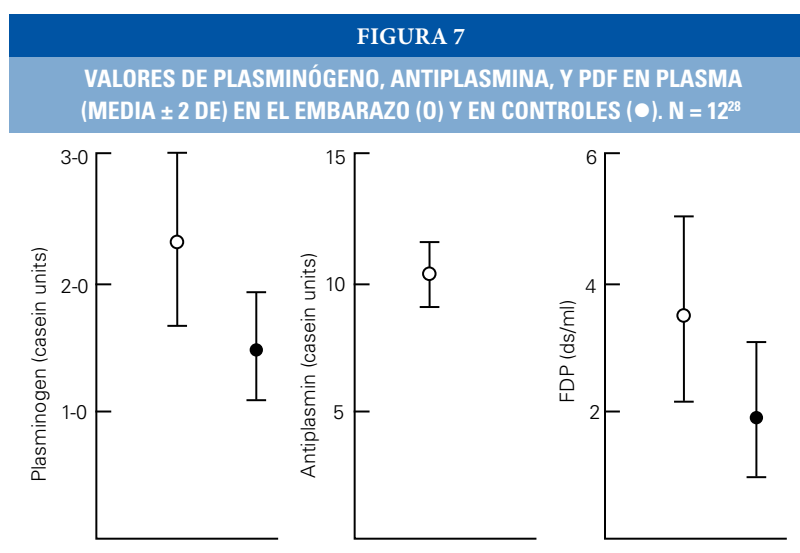 FIGURA 7
VALORES DE PLASMINÓGENO, ANTIPLASMINA, Y PDF EN PLASMA
(MEDIA ± 2 DE) EN EL EMBARAZO (O) Y EN CONTROLES (●). N = 12²⁸
Plasminogen (casein units)
3-0
2-0
1-0
Antiplasmin (casein units)
15
10
5
FDP (ds/ml)
6
4
2